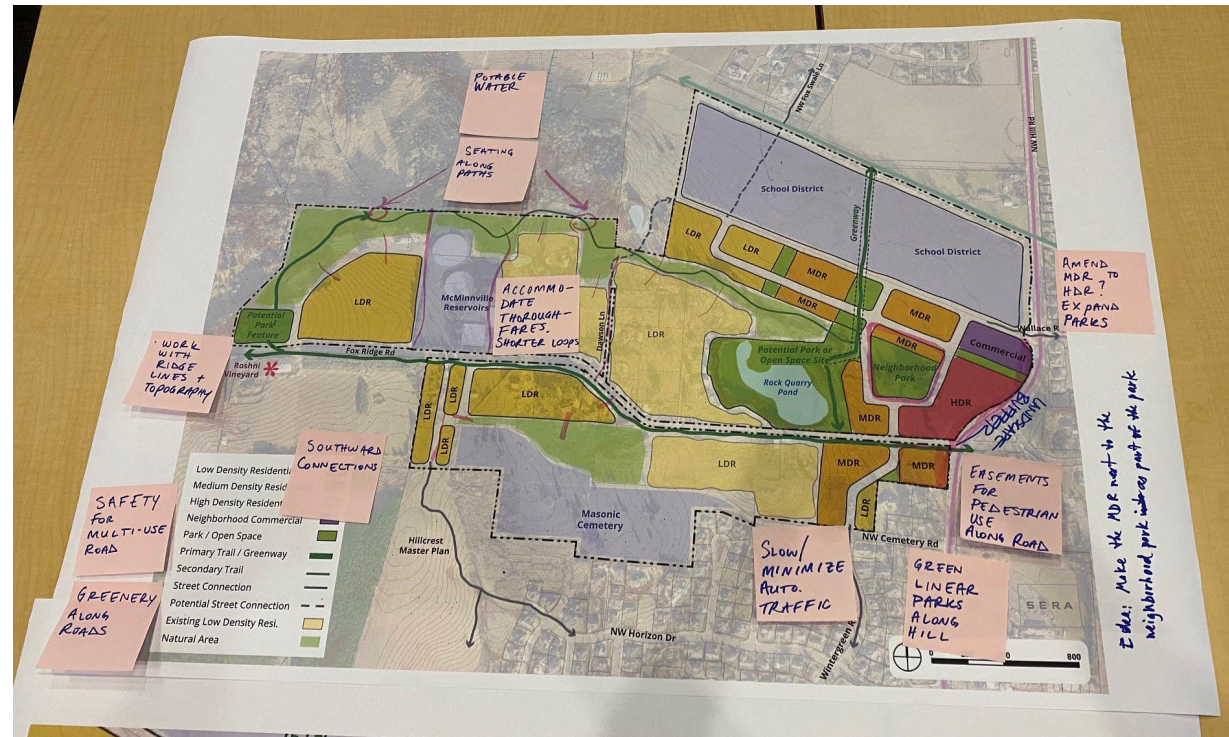 POTABLE
WATER
SEATING
ALONG
PATHS
NW Fox Swale Ln
NW Hill Rd
School District
School District
Greenway
LDR
LDR
MDR
MDR
MDR
MDR
Commercial
Neighborhood
Park
HDR
MDR
LANDSCAPE
BUFFER
AMEND
MDR TO
HDR?
EXPAND
PARKS
LDR
McMinnville
Reservoirs
ACCOMMO-
DATE
THOROUGH-
FARES.
SHORTER LOOPS
Dawson Ln
LDR
Potential Park or
Open Space Site
Rock Quarry
Pond
Potential
Park
Feature
Fox Ridge Rd
Roshni
Vineyard
WORK
WITH
RIDGE
LINES +
TOPOGRAPHY
LDR
LDR
LDR
LDR
LDR
MDR
MDR
LDR
Masonic
Cemetery
NW Cemetery Rd
SOUTHWARD
CONNECTIONS
Low Density
Medium Density
High Density
Neighborhood Commercial
Park / Open Space
Primary Trail / Greenway
Secondary Trail
Street Connection
Potential Street Connection
Existing Low Density Resi.
Natural Area
SAFETY
FOR
MULTI-USE
ROAD
GREENERY
ALONG
ROADS
Hillcrest
Master Plan
NW Horizon Dr
SLOW/
MINIMIZE
AUTO.
TRAFFIC
EASEMENTS
FOR
PEDESTRIAN
USE
ALONG ROAD
GREEN
LINEAR
PARKS
ALONG
HILL
SERA
0
800
Idea: Make the MDR next to the
neighborhood park as part of the park